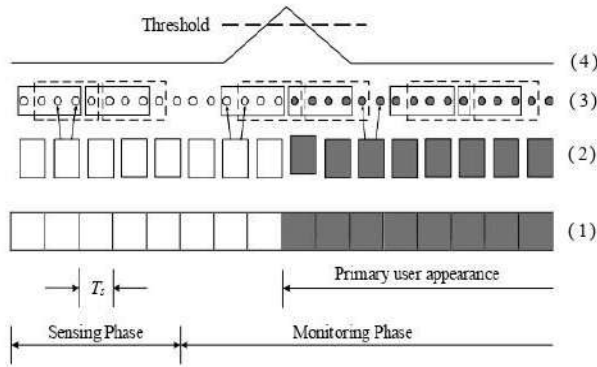 Threshold
(4)
(3)
(2)
(1)
Primary user appearance
Ts
Sensing Phase
Monitoring Phase